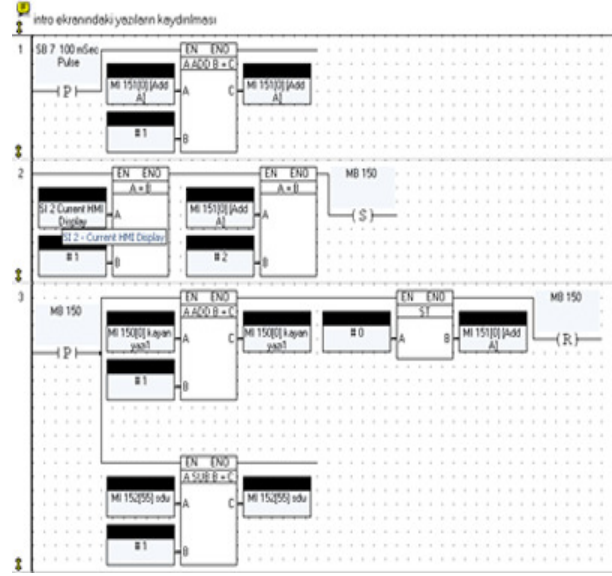 intro ekranındaki yazıların kaydırılması
1
SB 7 100 mSec
Pulse
P
EN ENO
A ADD B = C
MI 151[0] [Add
A]
A
C
MI 151[0] [Add
A]
# 1
B
2
EN ENO
A = B
SI 2 Current HMI
Display
A
SI 2 - Current HMI Display
# 1
B
EN ENO
A = B
MI 151[0] [Add
A]
A
# 2
B
MB 150
S
3
MB 150
P
EN ENO
A ADD B = C
MI 150[0] kayan
yazi1
A
C
MI 150[0] kayan
yazi1
# 1
B
EN ENO
ST
# 0
A
B
MI 151[0] [Add
A]
MB 150
R
EN ENO
A SUB B = C
MI 152[55] sdu
A
C
MI 152[55] sdu
# 1
B